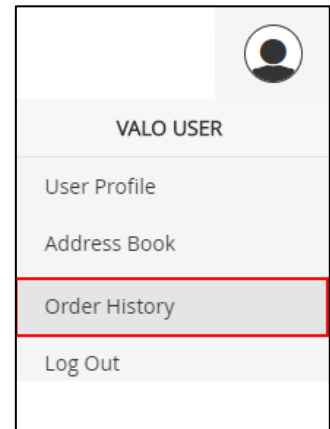 VALO USER
User Profile
Address Book
Order History
Log Out